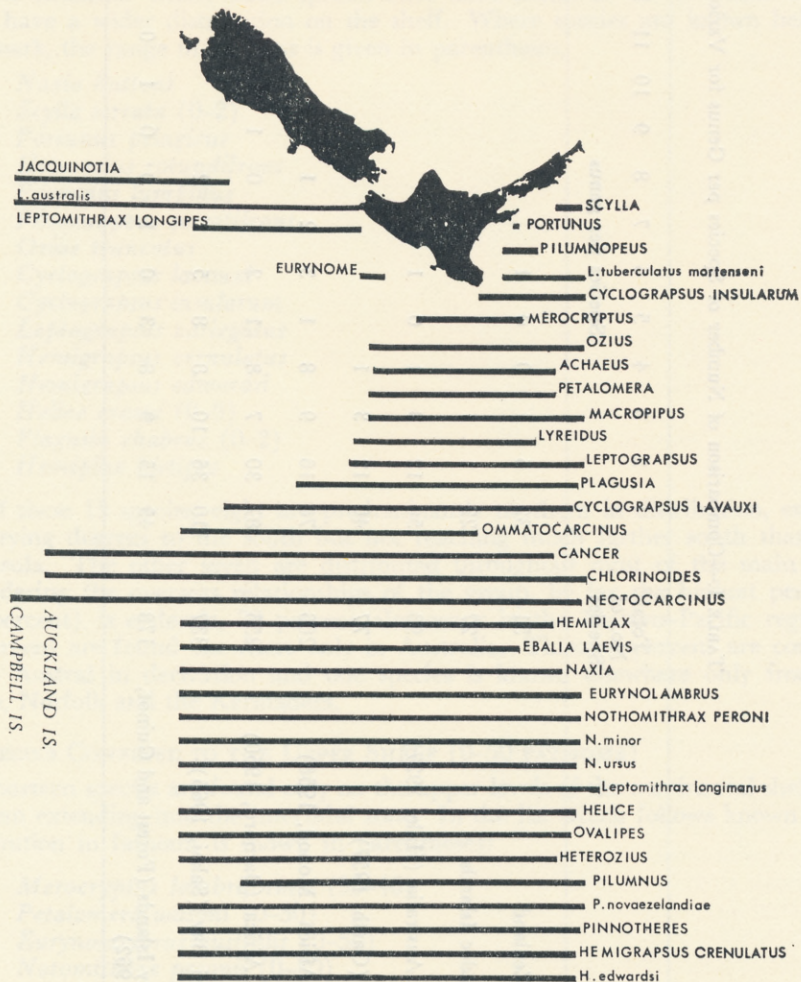 JACQUINOTIA
L.australis
LEPTOMITHRAX LONGIPES
EURYNOME
SCYLLA
PORTUNUS
PILUMNOPEUS
L.tuberculatus mortenseni
CYCLOGRAPSUS INSULARUM
MEROCRYPTUS
OZIUS
ACHAEUS
PETALOMERA
MACROPIPUS
LYREIDUS
LEPTOGRAPSUS
PLAGUSIA
CYCLOGRAPSUS LAVAUXI
OMMATOCARCINUS
CANCER
CHLORINOIDES
NECTOCARCINUS
HEMIPLAX
EBALIA LAEVIS
NAXIA
EURYNOLAMBRUS
NOTHOMITHRAX PERONI
N.minor
N.ursus
Leptomithrax longimanus
HELICE
OVALIPES
HETEROZIUS
PILUMNUS
P.novaezelandiae
PINNOTHERES
HEMIGRAPSUS CRENULATUS
H.edwardsi
AUCKLAND IS.
CAMPBELL IS.